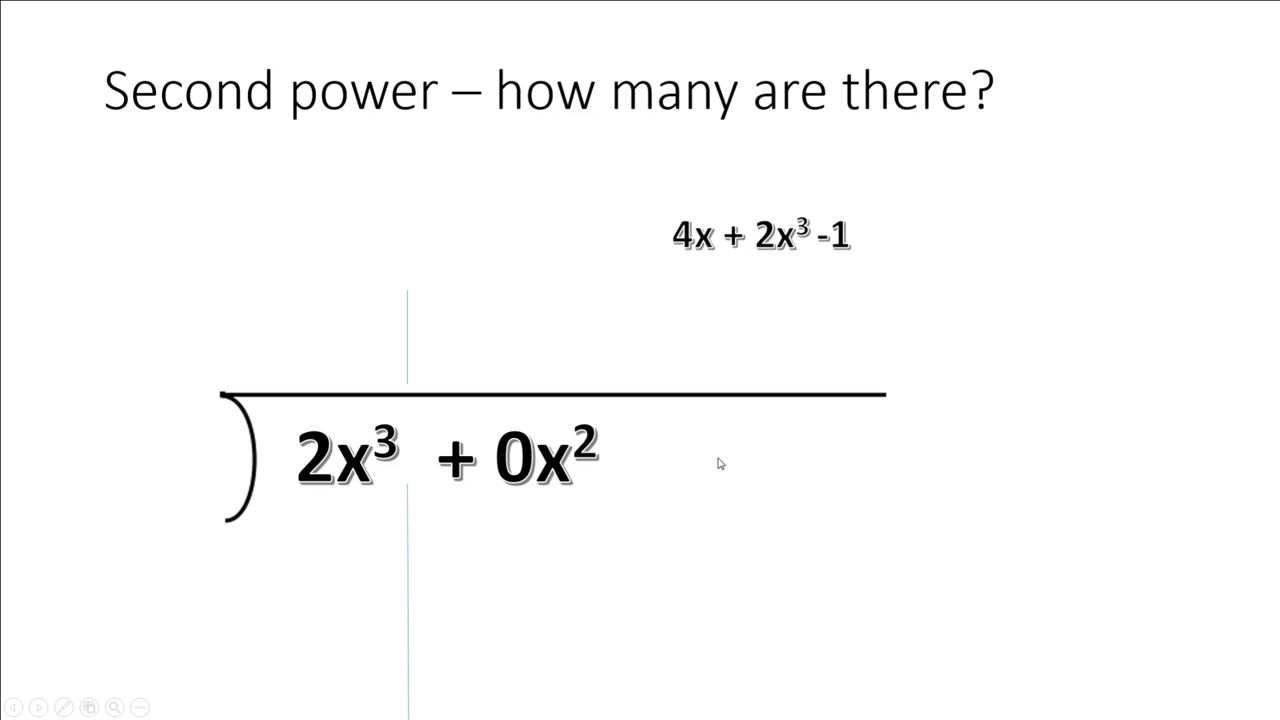 Second power – how many are there?
4x + 2x³ -1
2x³ + 0x²